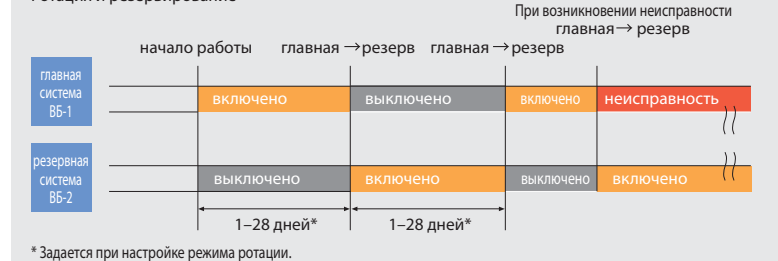 Ротация и резервирование
При возникновении неисправности
главная→ резерв
начало работы главная →резерв главная →резерв
главная
система
ВБ-1
включено выключено включено неисправность
резервная
система
ВБ-2
выключено включено выключено включено
1–28 дней* 1–28 дней*
* Задается при настройке режима ротации.